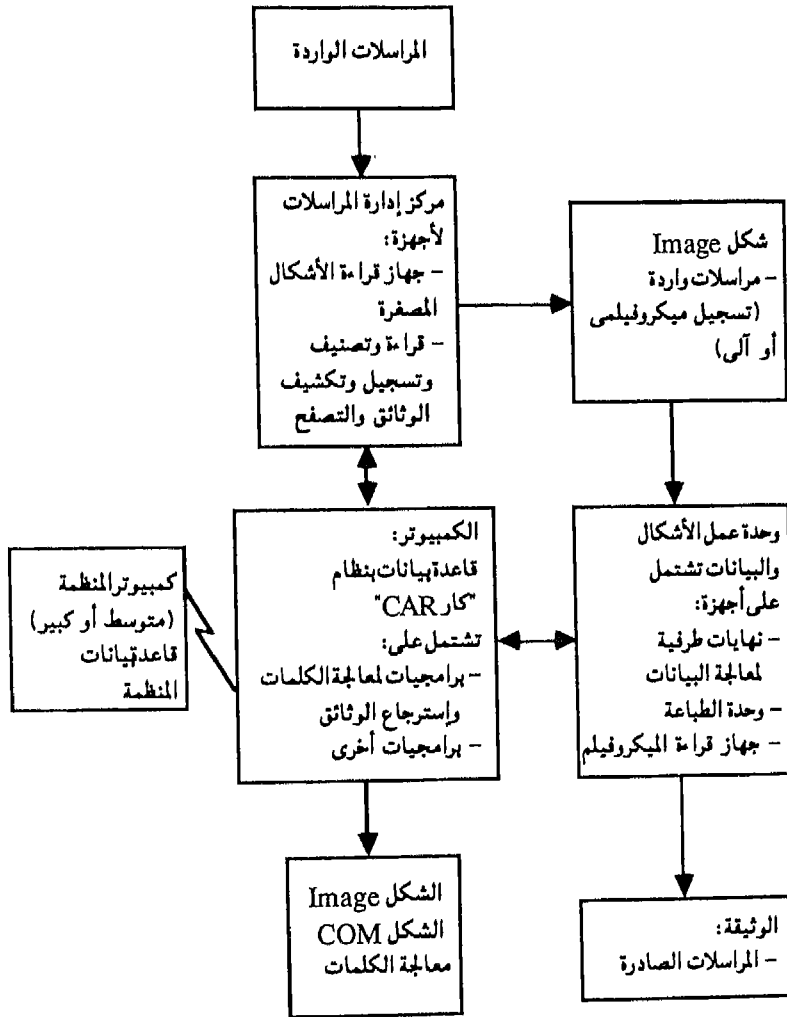 المراسلات الواردة
مركز إدارة المراسلات
لأجهزة:
– جهاز قراءة الأشكال
المصفرة
– قراءة وتصنيف
وتسجيل وتكشيف
الوثائق والتصفح
شكل Image
– مراسلات واردة
(تسجيل ميكروفيلمى
أو آلى)
الكمبيوتر:
قاعدة بيانات بنظام
"كار CAR"
تشتمل على:
– برامجيات لمعالجة الكلمات
وإسترجاع الوثائق
– برامجيات أخرى
وحدة عمل الأشكال
والبيانات تشتمل
على أجهزة:
– نهايات طرفية
لمعالجة البيانات
– وحدة الطباعة
– جهاز قراءة الميكروفيلم
كمبيوتر المنظمة
(متوسط أو كبير)
قاعدة بيانات
المنظمة
الشكل Image
الشكل COM
معالجة الكلمات
الوثيقة:
– المراسلات الصادرة